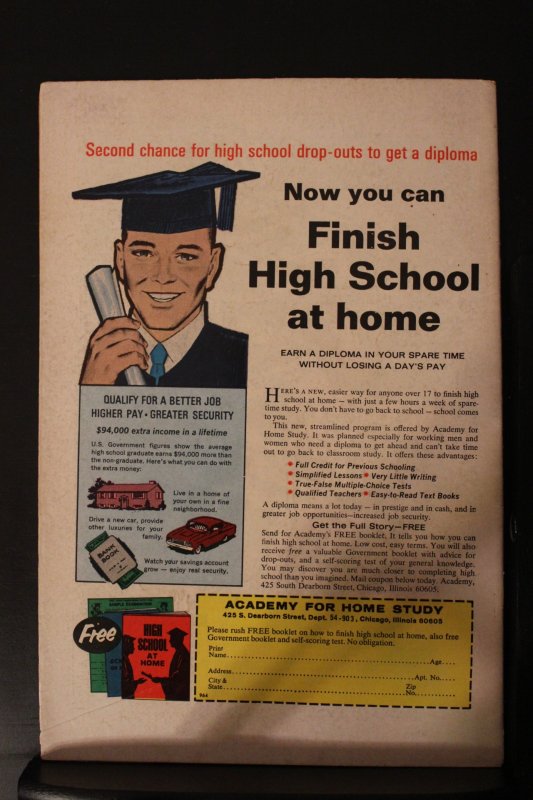 Second chance for high school drop-outs to get a diploma
Now you can
Finish
High School
at home
EARN A DIPLOMA IN YOUR SPARE TIME
WITHOUT LOSING A DAY'S PAY
QUALIFY FOR A BETTER JOB
HIGHER PAY • GREATER SECURITY
$94,000 extra income in a lifetime
U.S. Government figures show the average
high school graduate earns $94,000 more than
the non-graduate. Here's what you can do with
the extra money:
Live in a home of
your own in a fine
neighborhood.
Drive a new car, provide
other luxuries for your
family.
BANK
BOOK
Watch your savings account
grow — enjoy real security.
HERE'S A NEW, easier way for anyone over 17 to finish high
school at home — with just a few hours a week of spare-
time study. You don't have to go back to school — school comes
to you.
This new, streamlined program is offered by Academy for
Home Study. It was planned especially for working men and
women who need a diploma to get ahead and can't take time
out to go back to classroom study. It offers these advantages:
* Full Credit for Previous Schooling
* Simplified Lessons * Very Little Writing
* True-False Multiple-Choice Tests
* Qualified Teachers * Easy-to-Read Text Books
A diploma means a lot today — in prestige and in cash, and in
greater job opportunities—increased job security.
Get the Full Story—FREE
Send for Academy's FREE booklet, It tells you how you can
finish high school at home. Low cost, easy terms. You will also
receive free a valuable Government booklet with advice for
drop-outs, and a self-scoring test of your general knowledge.
You may discover you are much closer to completing high
school than you imagined. Mail coupon below today. Academy,
425 South Dearborn Street, Chicago, Illinois 60605.
Free
SAMPLE EXAMINATION
HIGH
SCHOOL
AT
HOME
ACADEMY FOR HOME STUDY
425 S. Dearborn Street, Dept. 54-903, Chicago, Illinois 60605
Please rush FREE booklet on how to finish high school at home, also free
Government booklet and self-scoring test. No obligation.
Print
Name Age
Address Apt. No.
City & Zip
State No.
964